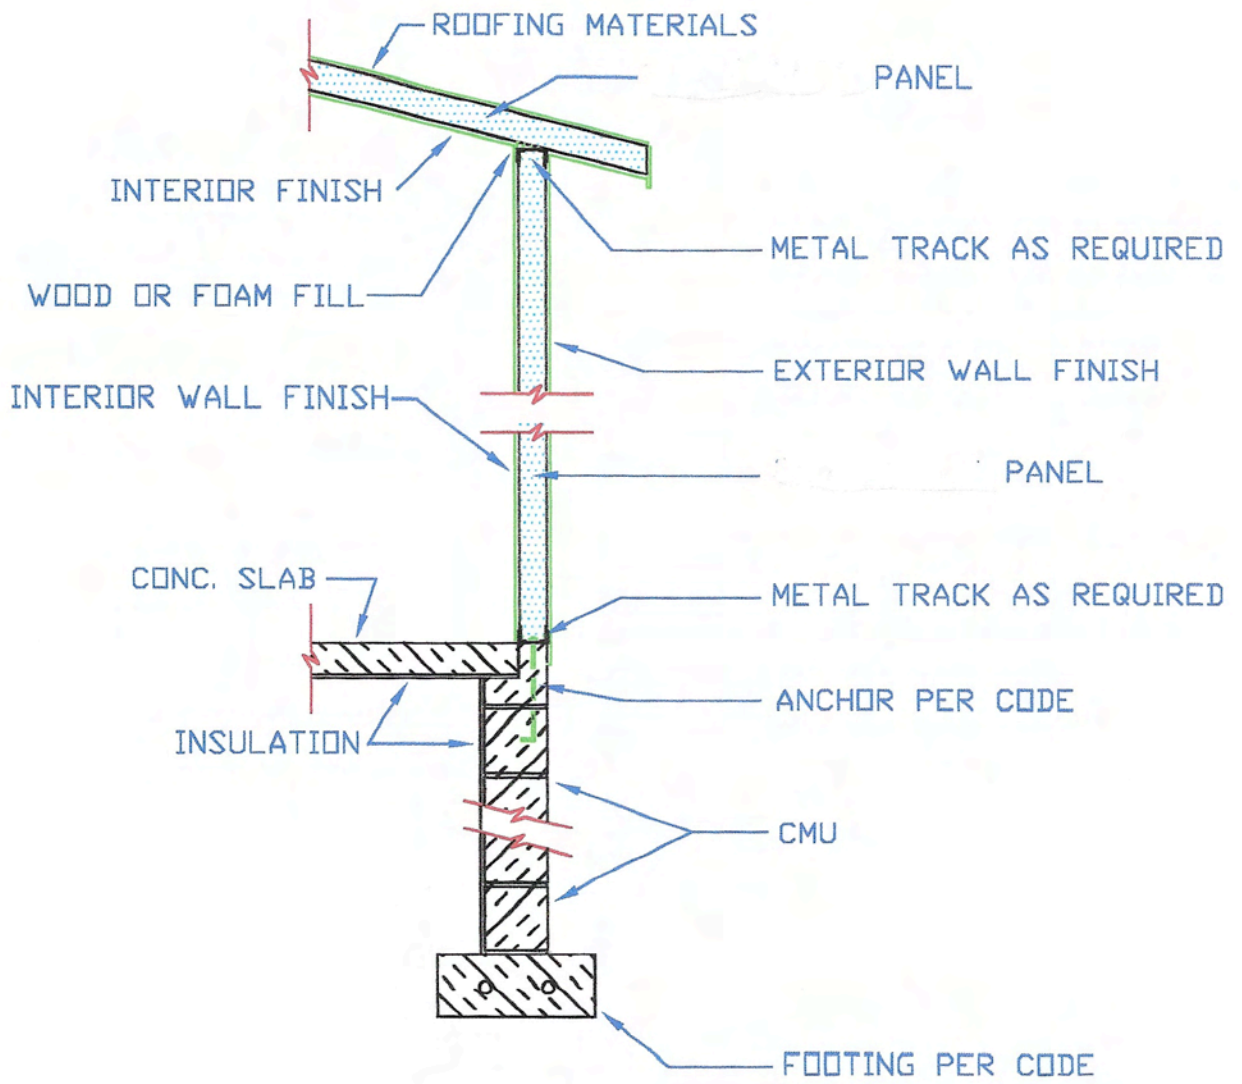 ROOFING MATERIALS
PANEL
INTERIOR FINISH
METAL TRACK AS REQUIRED
WOOD OR FOAM FILL
EXTERIOR WALL FINISH
INTERIOR WALL FINISH
PANEL
CONC. SLAB
METAL TRACK AS REQUIRED
ANCHOR PER CODE
INSULATION
CMU
FOOTING PER CODE